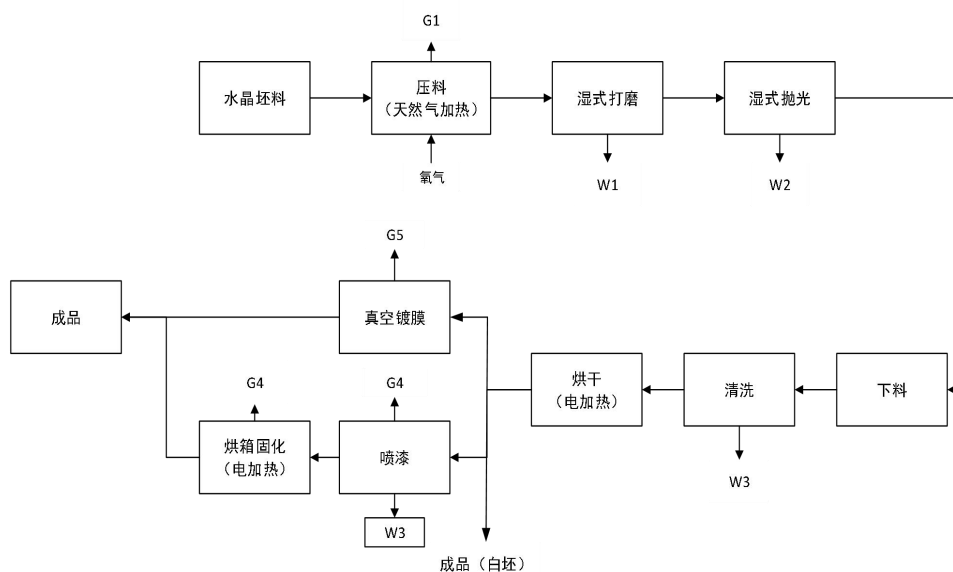 G1
水晶坯料
压料
（天然气加热）
湿式打磨
湿式抛光
氧气
W1
W2
G5
成品
真空镀膜
G4
G4
烘干
（电加热）
清洗
下料
烘箱固化
（电加热）
喷漆
W3
W3
成品（白坯）